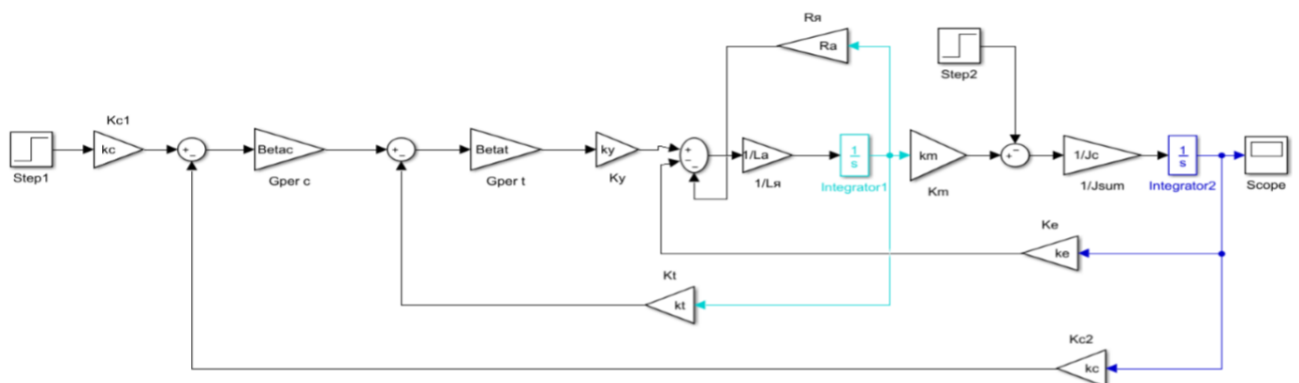 Rя
Ra
Step2
Kc1
kc
Step1
+
−
Betac
Gper c
+
−
Betat
Gper t
ky
Ky
+
−
−
1/La
1/Lя
1
s
Integrator1
km
Km
−
+
1/Jc
1/Jsum
1
s
Integrator2
Scope
Ke
ke
Kt
kt
Kc2
kc